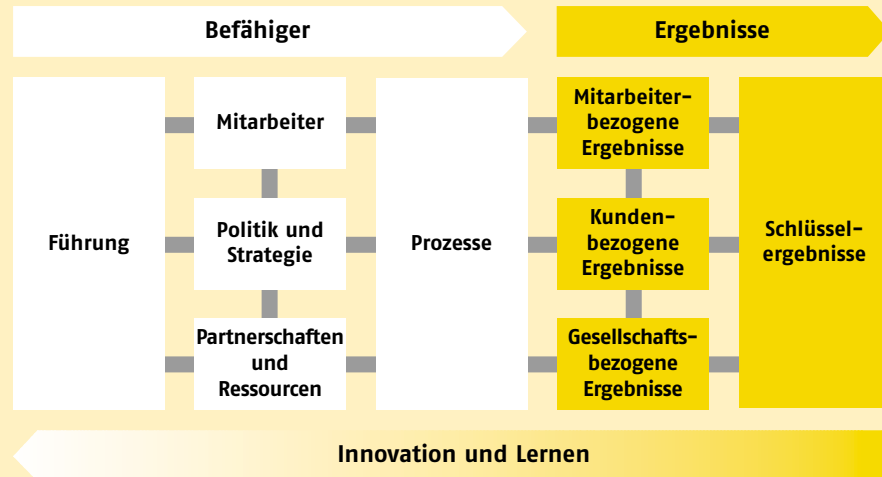 Befähiger
Ergebnisse
Führung
Mitarbeiter
Politik und
Strategie
Partnerschaften
und
Ressourcen
Prozesse
Mitarbeiter-
bezogene
Ergebnisse
Kunden-
bezogene
Ergebnisse
Gesellschafts-
bezogene
Ergebnisse
Schlüssel-
ergebnisse
Innovation und Lernen